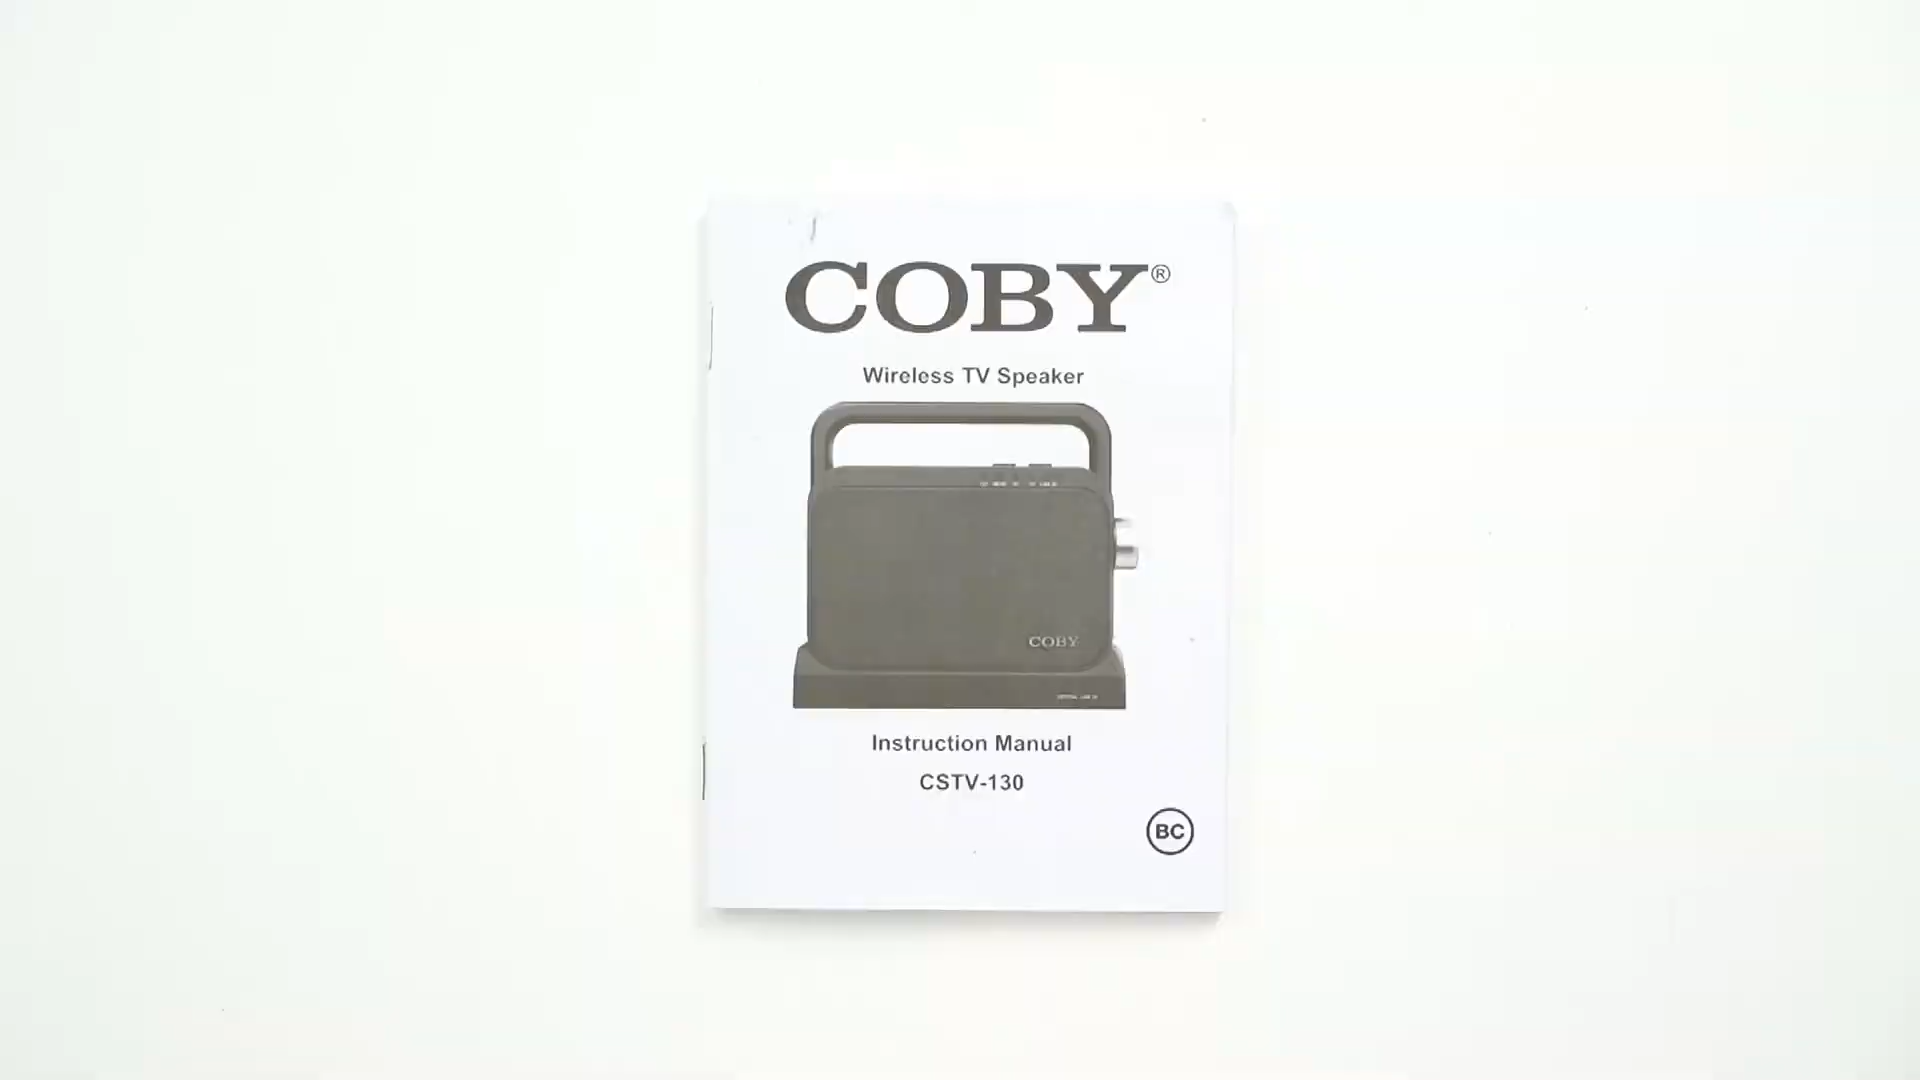 COBY®
Wireless TV Speaker
COBY
Instruction Manual
CSTV-130
BC